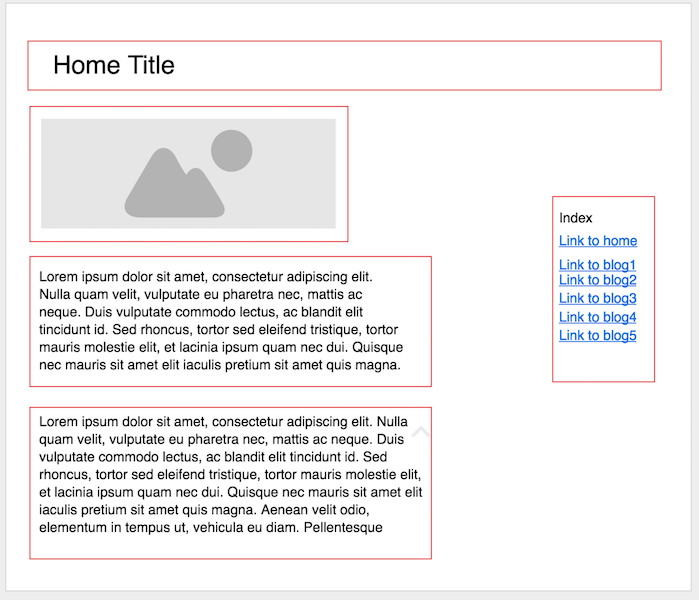 Home Title
Lorem ipsum dolor sit amet, consectetur adipiscing elit.
Nulla quam velit, vulputate eu pharetra nec, mattis ac
neque. Duis vulputate commodo lectus, ac blandit elit
tincidunt id. Sed rhoncus, tortor sed eleifend tristique, tortor
mauris molestie elit, et lacinia ipsum quam nec dui. Quisque
nec mauris sit amet elit iaculis pretium sit amet quis magna.
Lorem ipsum dolor sit amet, consectetur adipiscing elit. Nulla
quam velit, vulputate eu pharetra nec, mattis ac neque. Duis
vulputate commodo lectus, ac blandit elit tincidunt id. Sed
rhoncus, tortor sed eleifend tristique, tortor mauris molestie elit,
et lacinia ipsum quam nec dui. Quisque nec mauris sit amet elit
iaculis pretium sit amet quis magna. Aenean velit odio,
elementum in tempus ut, vehicula eu diam. Pellentesque
Index
Link to home
Link to blog1
Link to blog2
Link to blog3
Link to blog4
Link to blog5